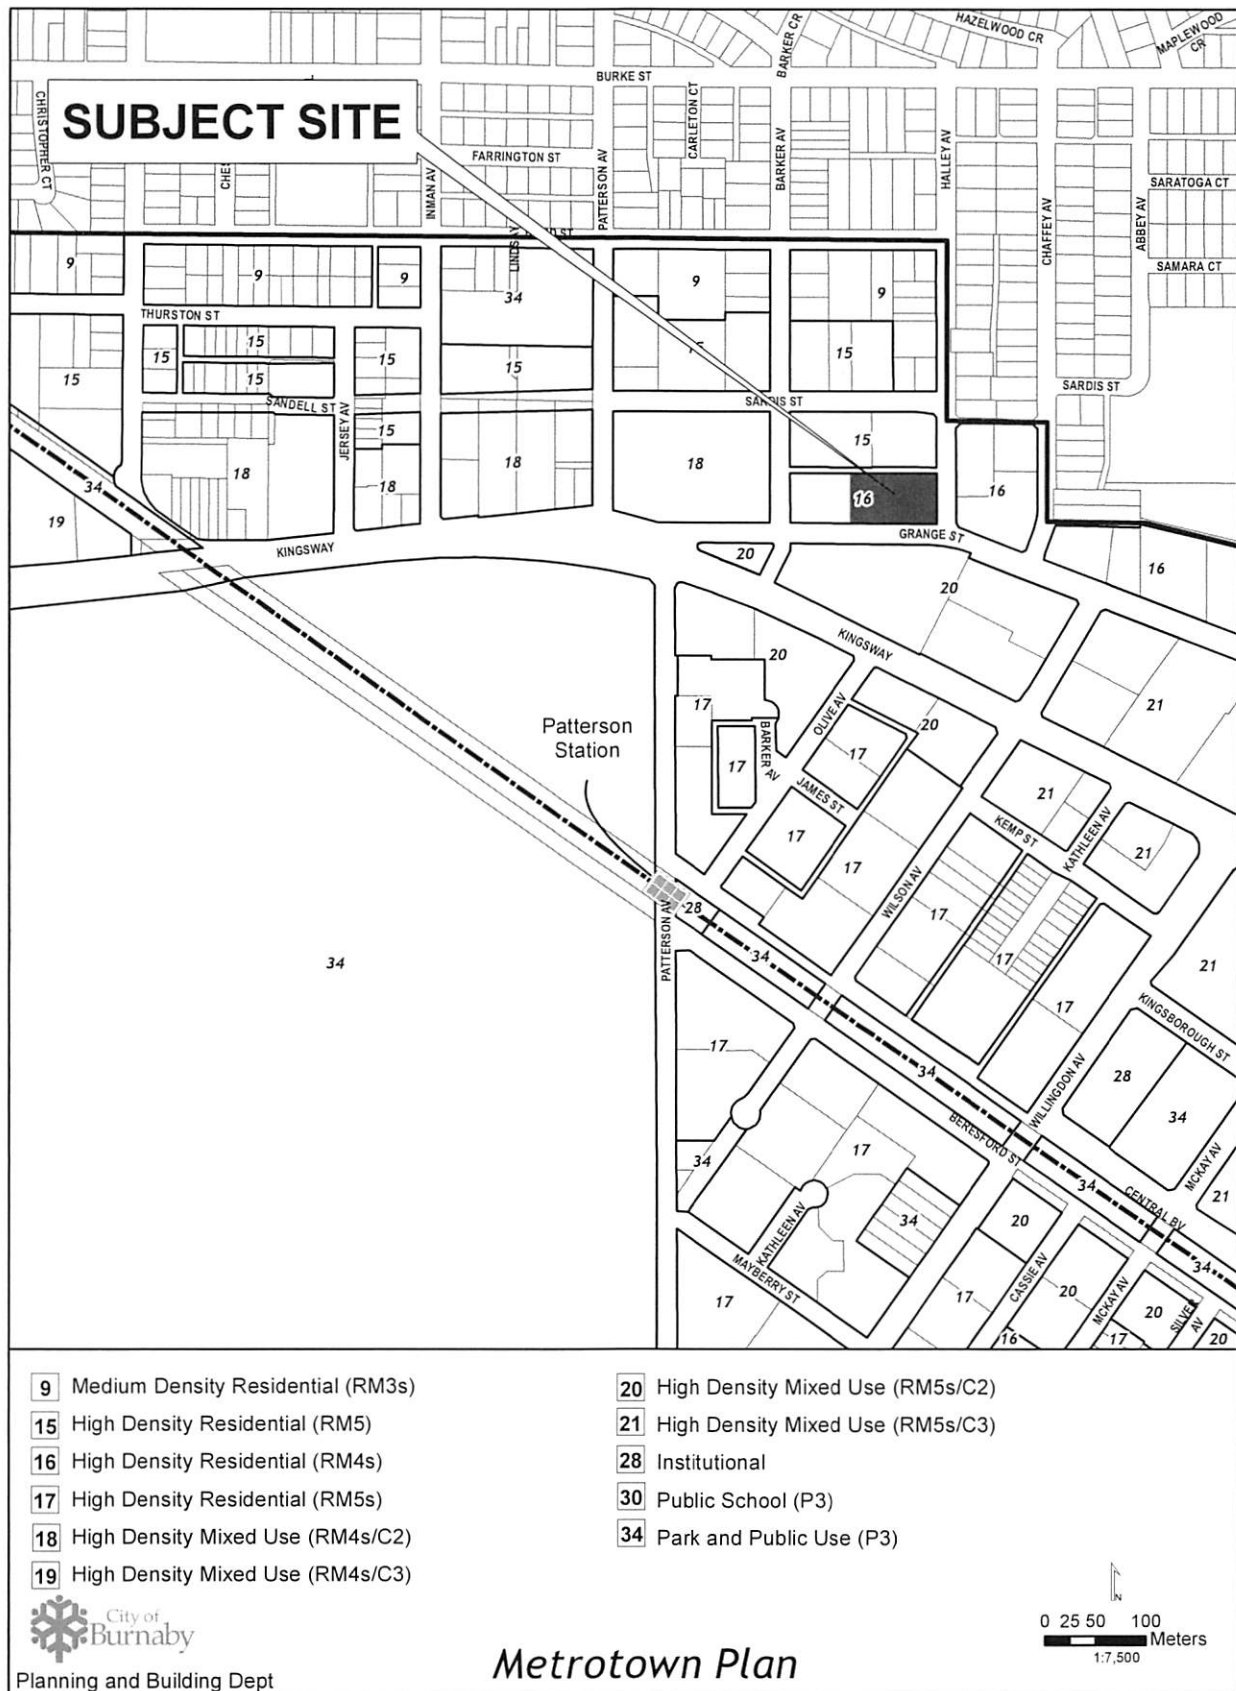 HAZELWOOD CR
MAPLEWOOD
CR
BARKER CR
BURKE ST
CHRISTOPHER CT
SUBJECT SITE
CARLETON CT
FARRINGTON ST
PATTERSON AV
BARKER AV
HALLEY AV
SARATOGA CT
INMAN AV
CHAFFEY AV
ABBEY AV
SAMARA CT
9
9
9
34
9
9
THURSTON ST
15
15
15
15
15
15
15
SARDIS ST
SANDELL ST
JERSEY AV
SARDIS ST
15
15
18
18
18
18
16
16
34
19
KINGSWAY
GRANGE ST
20
16
20
KINGSWAY
20
17
OLIVE AV
20
21
Patterson
Station
BARKER AV
17
17
JAMES ST
21
KEMP ST
KATHLEEN AV
17
21
17
WILSON AV
28
PATTERSON AV
17
34
17
34
21
17
KINGSBOROUGH ST
17
34
28
WILLINGDON AV
34
BERESFORD ST
17
34
MCKAY AV
34
CENTRAL BV
21
KATHLEEN AV
34
20
34
MAYBERRY ST
CASSIE AV
17
20
MCKAY AV
20
17
16
17
AV
20
9 Medium Density Residential (RM3s)
15 High Density Residential (RM5)
16 High Density Residential (RM4s)
17 High Density Residential (RM5s)
18 High Density Mixed Use (RM4s/C2)
19 High Density Mixed Use (RM4s/C3)
20 High Density Mixed Use (RM5s/C2)
21 High Density Mixed Use (RM5s/C3)
28 Institutional
30 Public School (P3)
34 Park and Public Use (P3)
City of
Burnaby
Planning and Building Dept
Metrotown Plan
N
0 25 50 100
Meters
1:7,500